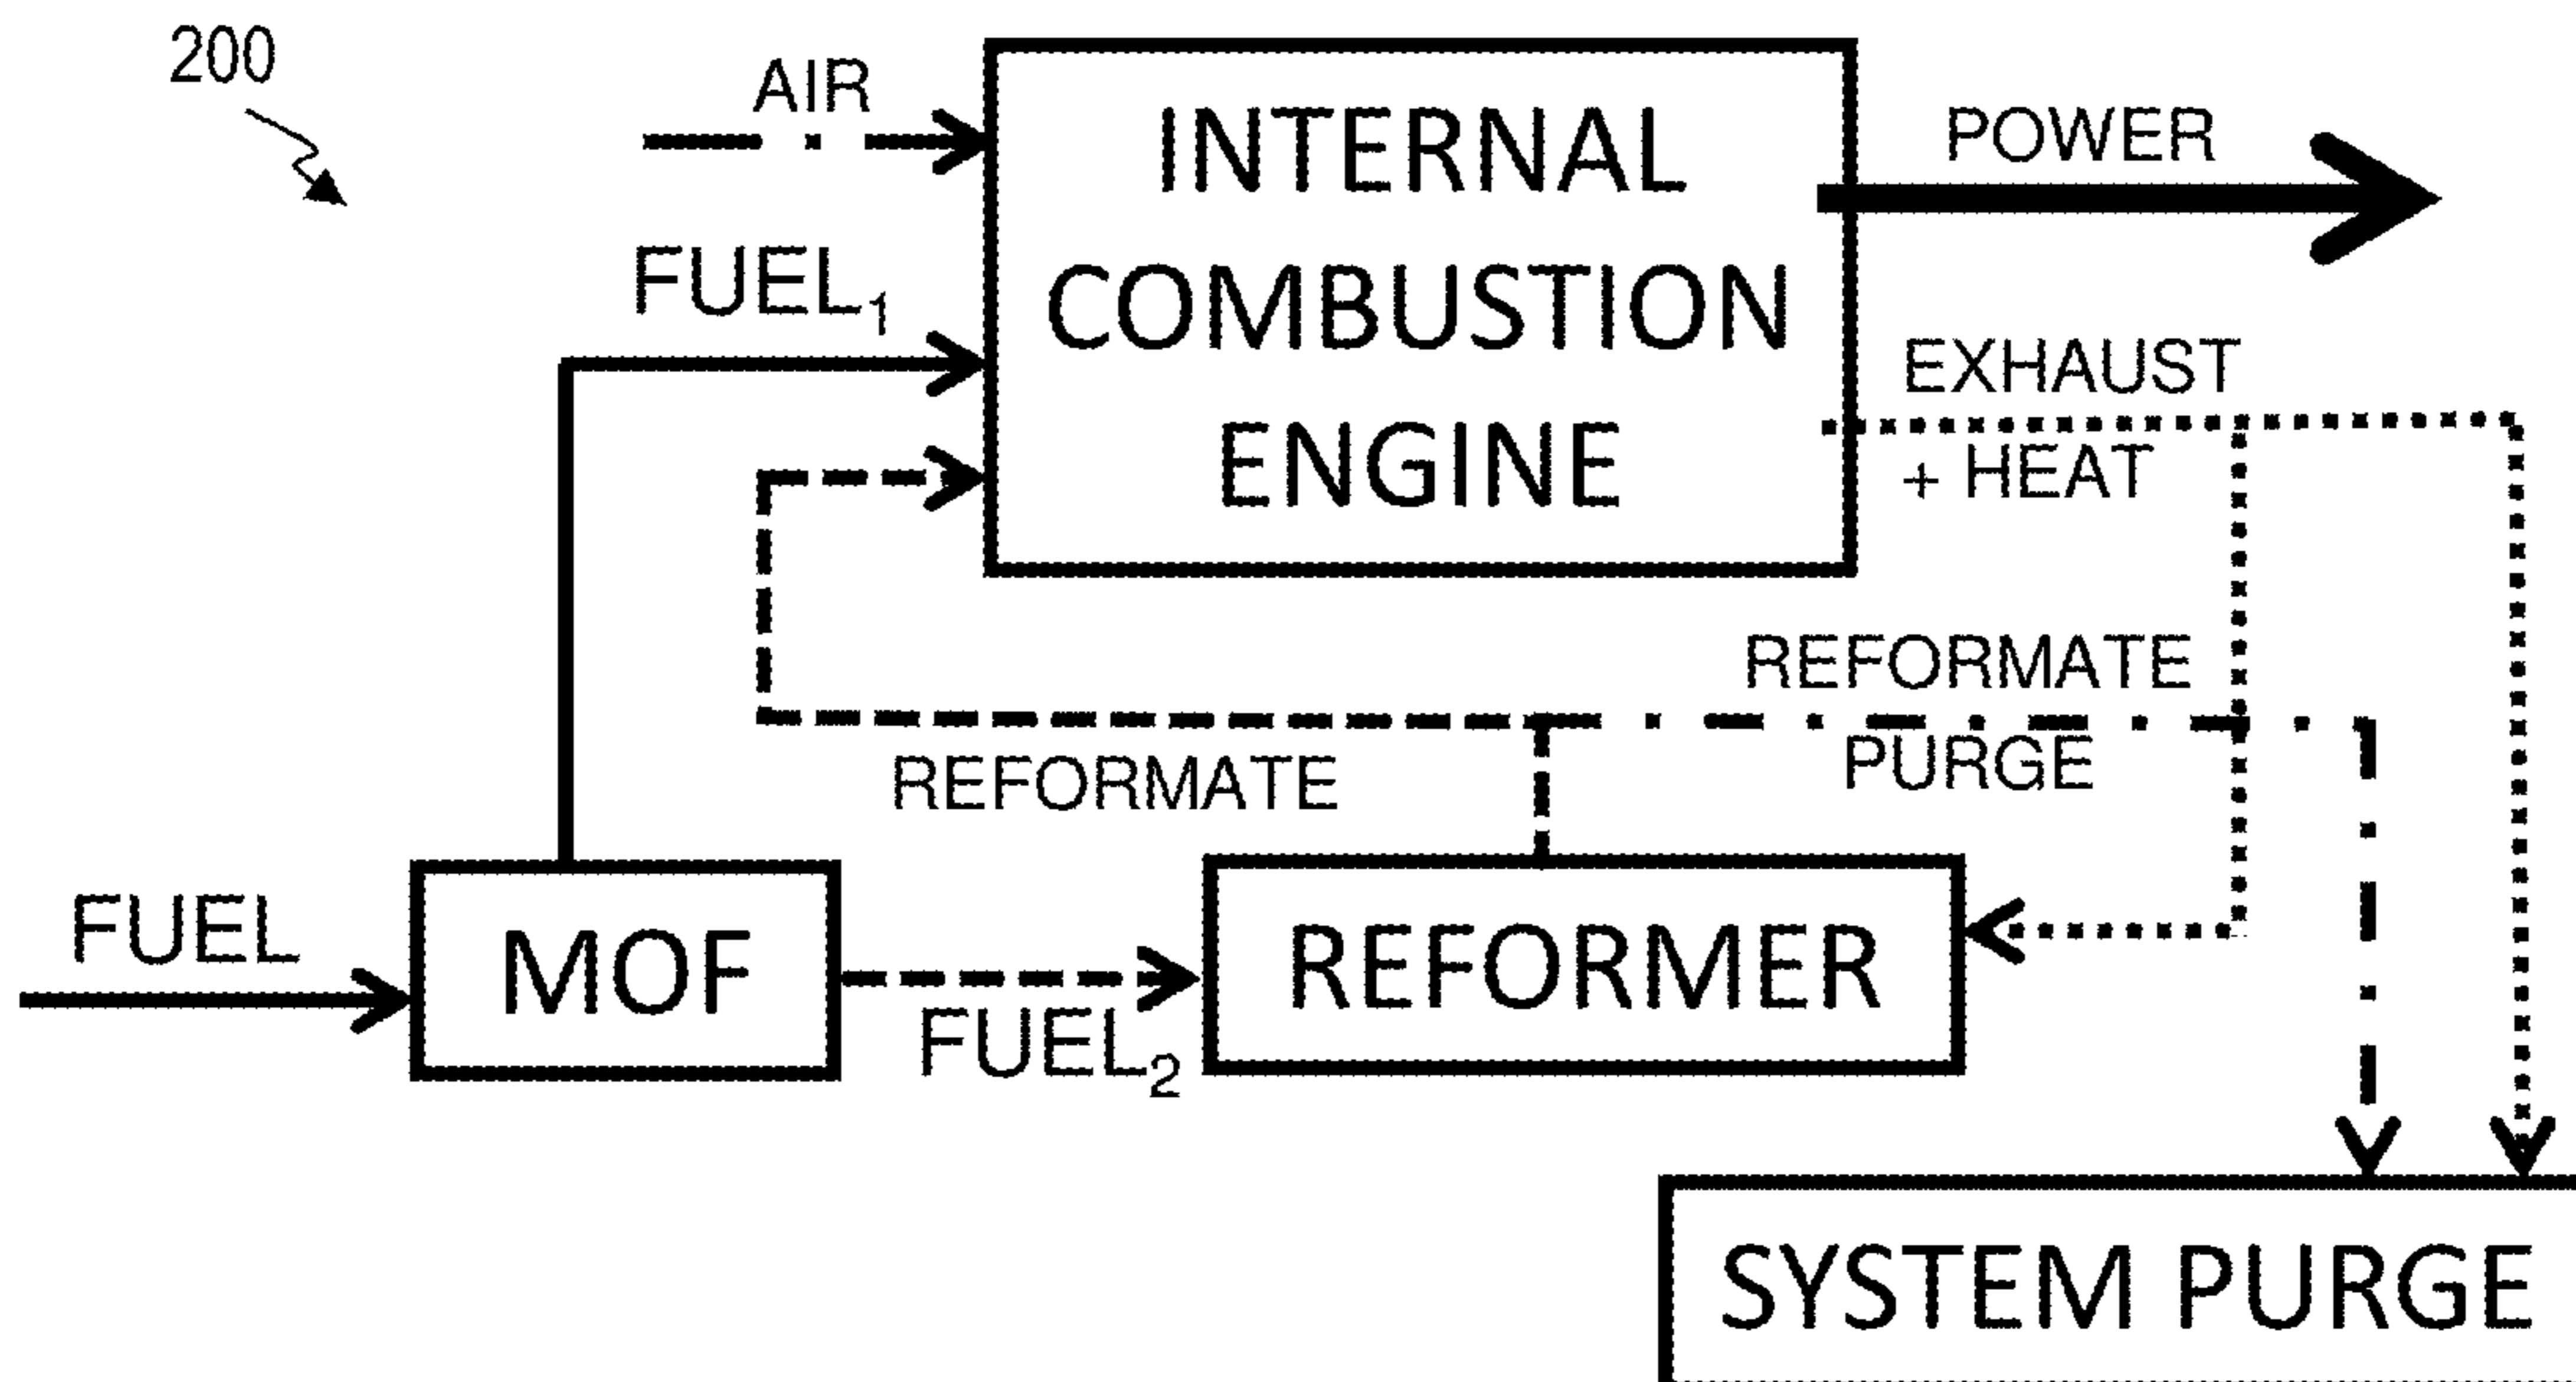 200
AIR
INTERNAL
COMBUSTION
ENGINE
POWER
FUEL₁
EXHAUST
+ HEAT
REFORMATE
PURGE
REFORMATE
FUEL
MOF
FUEL₂
REFORMER
SYSTEM PURGE